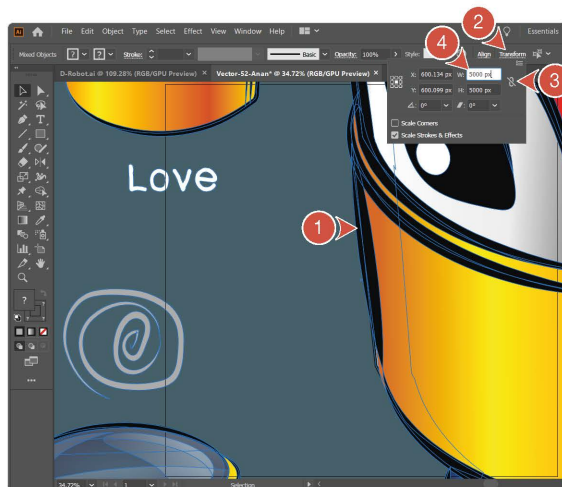 Ai File Edit Object Type Select Effect View Window Help Essentials
2
Mixed Objects ? ? Stroke: Basic Opacity: 100% Style: Align Transform
4
D-Robot.ai @ 109.28% (RGB/GPU Preview) × Vector-S2-Anan* @ 34.72% (RGB/GPU Preview) ×
X: 600.134 px W: 5000 px
3
Y: 600.099 px H: 5000 px
0° 0°
Scale Corners
Scale Strokes & Effects
Love
1
?
34.72% 1 Selection